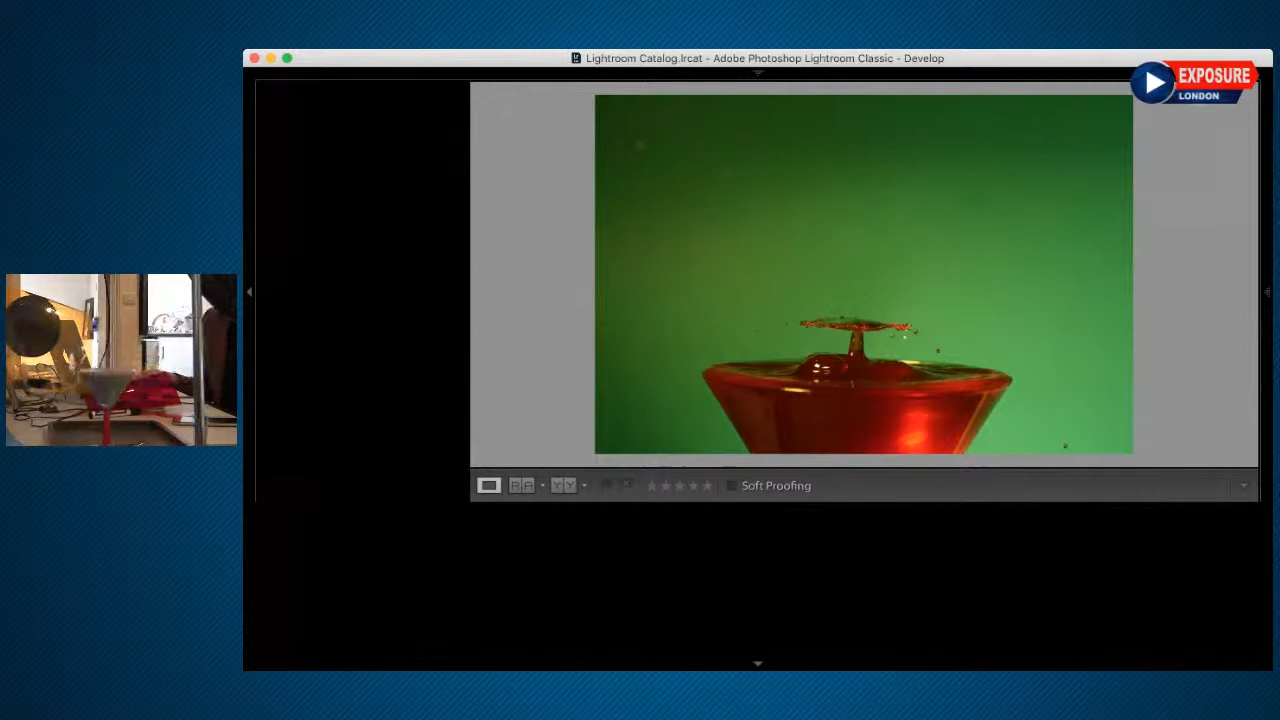 Lightroom Catalog.lrcat - Adobe Photoshop Lightroom Classic - Develop
EXPOSURE
LONDON
R A
Y Y
Soft Proofing